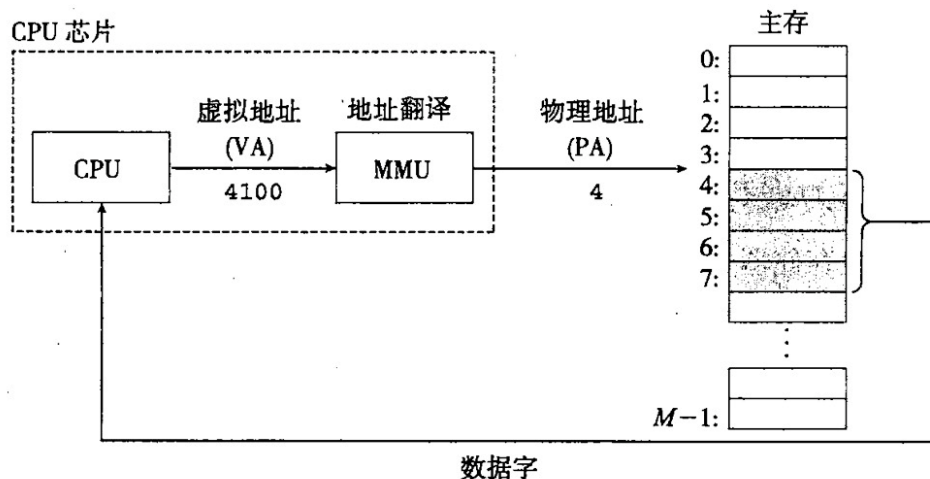 CPU 芯片
主存
虚拟地址
(VA)
地址翻译
物理地址
(PA)
CPU
MMU
4100
4
0:
1:
2:
3:
4:
5:
6:
7:
M−1:
数据字